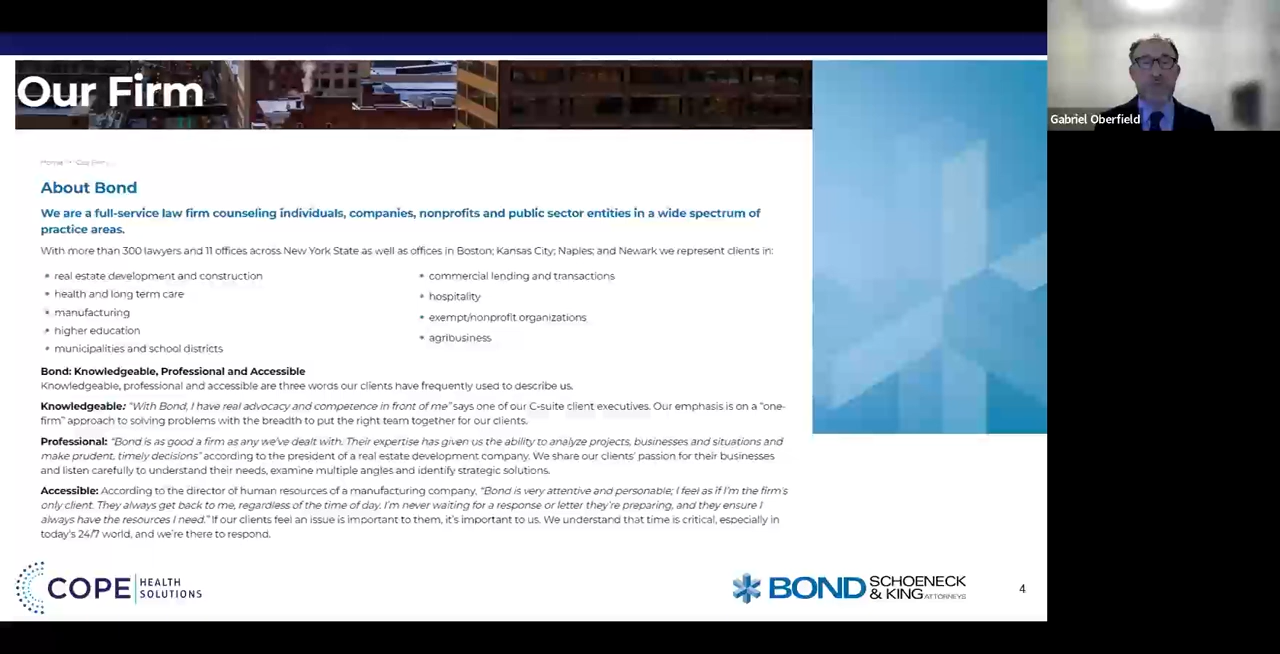 Our Firm
About Bond
We are a full-service law firm counseling individuals, companies, nonprofits and public sector entities in a wide spectrum of
practice areas.
With more than 300 lawyers and 11 offices across New York State as well as offices in Boston; Kansas City; Naples; and Newark we represent clients in:
• real estate development and construction
• health and long term care
• manufacturing
• higher education
• municipalities and school districts
• commercial lending and transactions
• hospitality
• exempt/nonprofit organizations
• agribusiness
Bond: Knowledgeable, Professional and Accessible
Knowledgeable, professional and accessible are three words our clients have frequently used to describe us.
Knowledgeable: “With Bond, I have real advocacy and competence in front of me” says one of our C-suite client executives. Our emphasis is on a “one-
firm” approach to solving problems with the breadth to put the right team together for our clients.
Professional: “Bond is as good a firm as any we’ve dealt with. Their expertise has given us the ability to analyze projects, businesses and situations and
make prudent, timely decisions” according to the president of a real estate development company. We share our clients’ passion for their businesses
and listen carefully to understand their needs, examine multiple angles and identify strategic solutions.
Accessible: According to the director of human resources of a manufacturing company, “Bond is very attentive and personable; I feel as if I’m the firm’s
only client. They always get back to me, regardless of the time of day. I’m never waiting for a response or letter they’re preparing, and they ensure I
always have the resources I need.” If our clients feel an issue is important to them, it’s important to us. We understand that time is critical, especially in
today’s 24/7 world, and we’re there to respond.
COPE HEALTH
SOLUTIONS
BOND SCHOENECK
& KING ATTORNEYS
4
Gabriel Oberfield